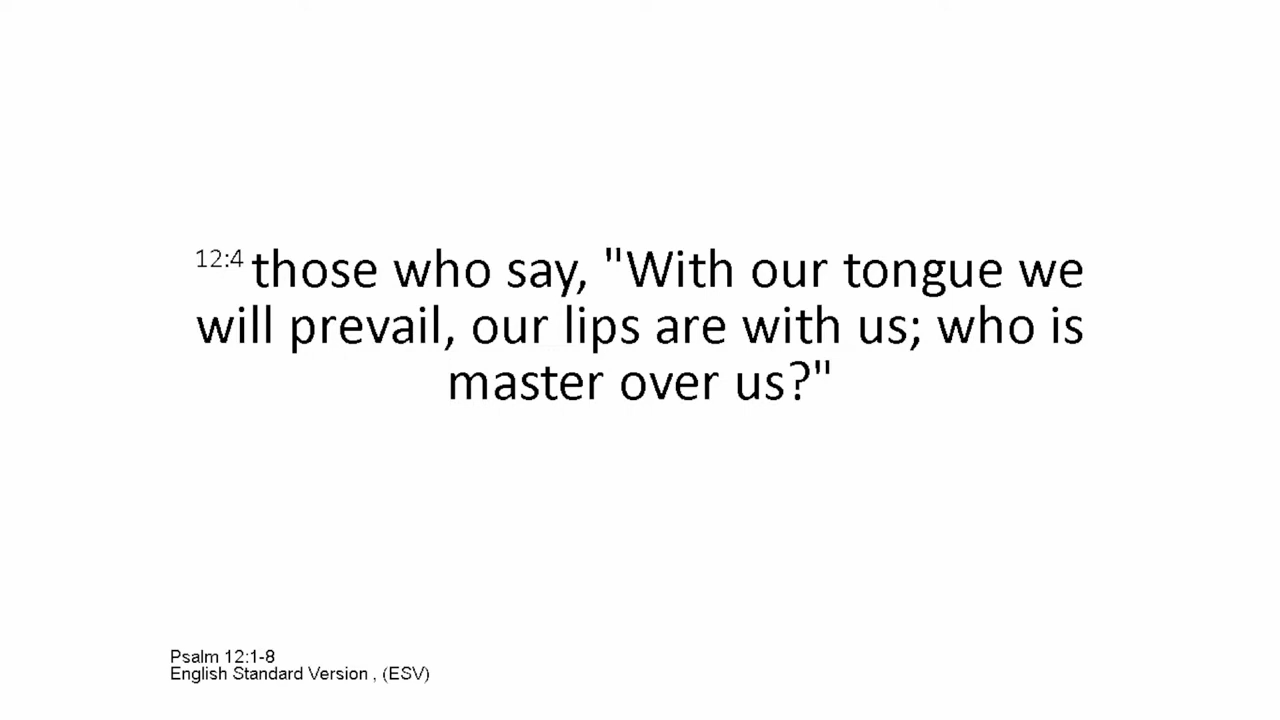 12:4 those who say, "With our tongue we
will prevail, our lips are with us; who is
master over us?"
Psalm 12:1-8
English Standard Version , (ESV)